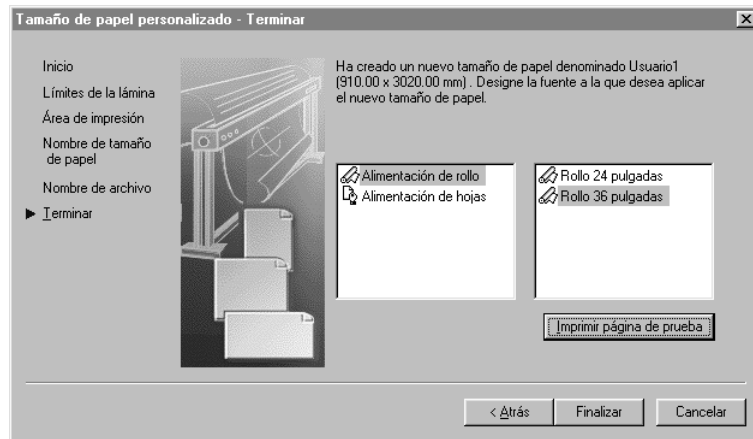 Tamaño de papel personalizado - Terminar
Inicio
Límites de la lámina
Área de impresión
Nombre de tamaño
de papel
Nombre de archivo
Terminar
Ha creado un nuevo tamaño de papel denominado Usuario1
(910.00 x 3020.00 mm) . Designe la fuente a la que desea aplicar
el nuevo tamaño de papel.
Alimentación de rollo
Alimentación de hojas
Rollo 24 pulgadas
Rollo 36 pulgadas
Imprimir página de prueba
< Atrás
Finalizar
Cancelar